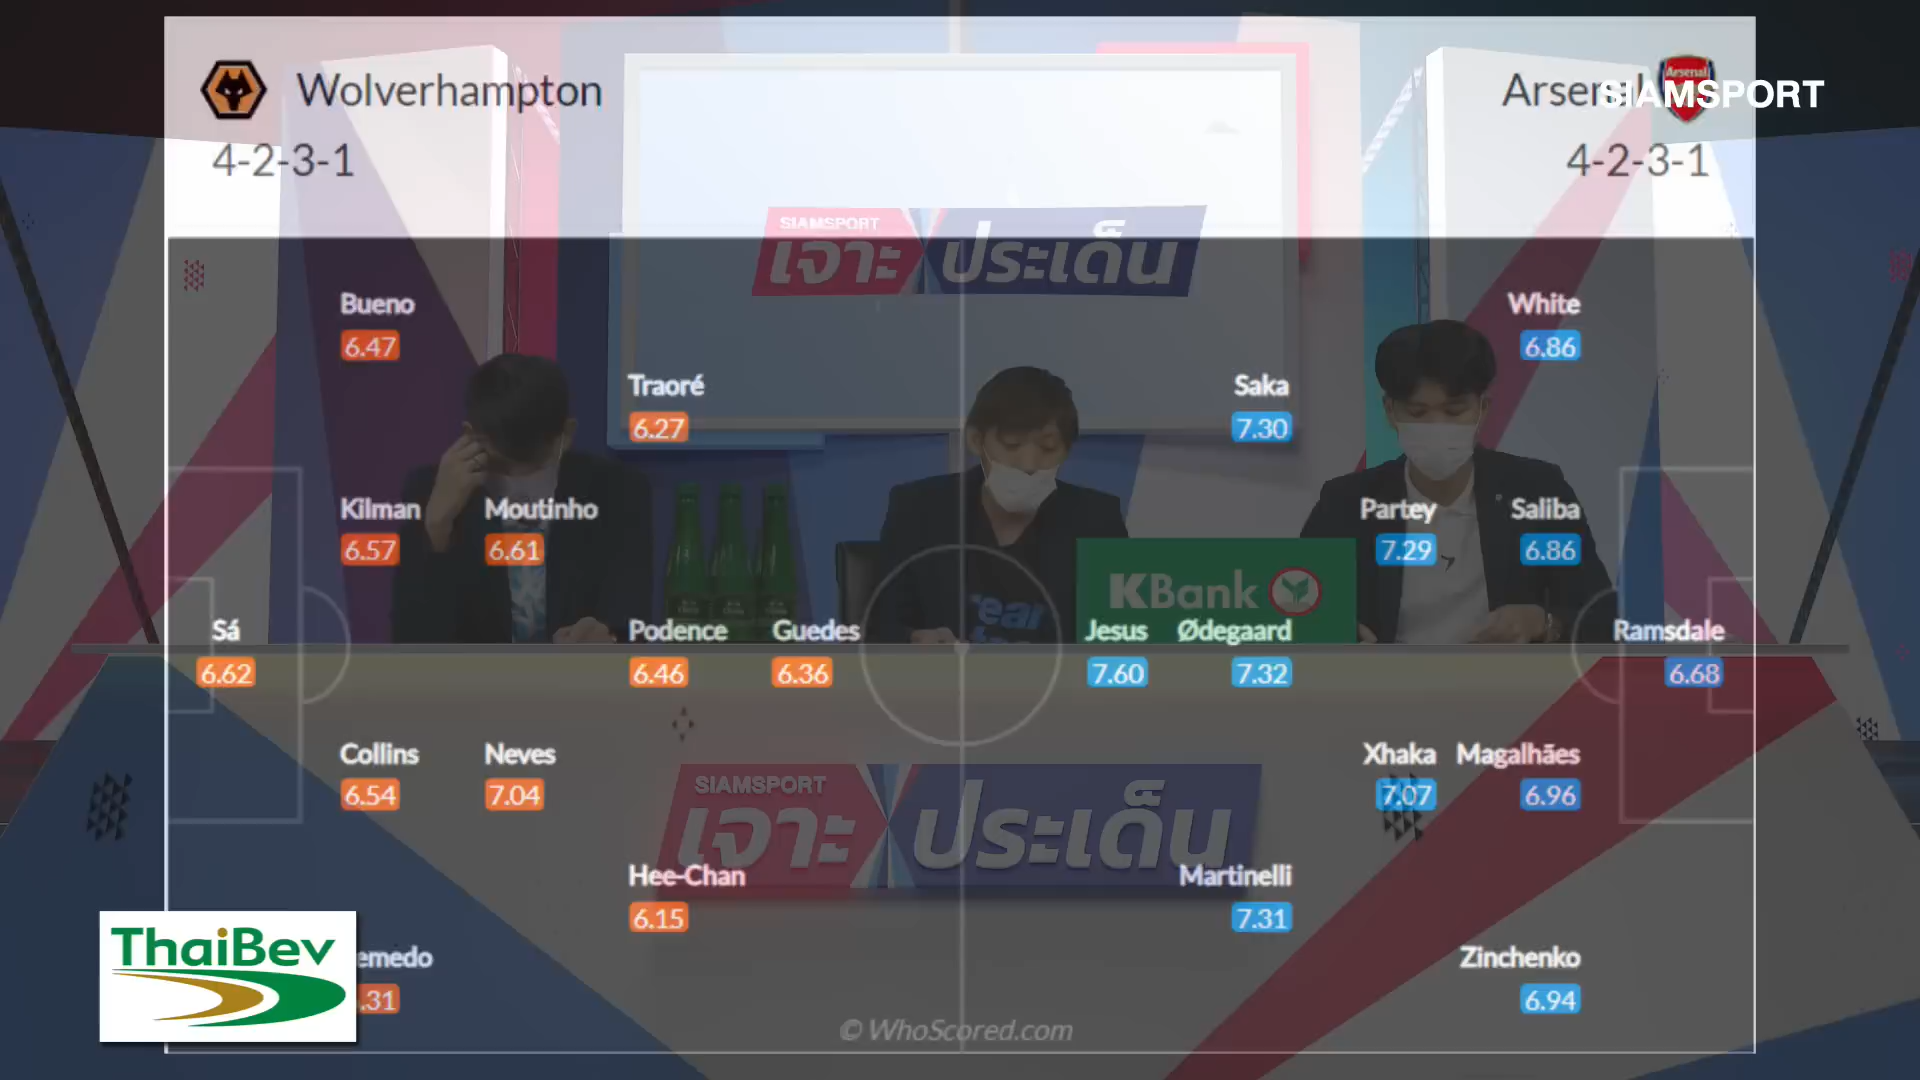 Wolverhampton
4-2-3-1
Arsenal
SIAMSPORT
4-2-3-1
SIAMSPORT
เจาะ ประเด็น
Bueno
6.47
White
6.86
Traoré
6.27
Saka
7.30
Kilman
6.57
Moutinho
6.61
Partey
7.29
Saliba
6.86
KBank
Sá
6.62
Podence
6.46
Guedes
6.36
Jesus
7.60
Ødegaard
7.32
Ramsdale
6.68
Collins
6.54
Neves
7.04
Xhaka
7.07
Magalhães
6.96
SIAMSPORT
เจาะ ประเด็น
Hee-Chan
6.15
Martinelli
7.31
ThaiBev
emedo
.31
Zinchenko
6.94
© WhoScored.com